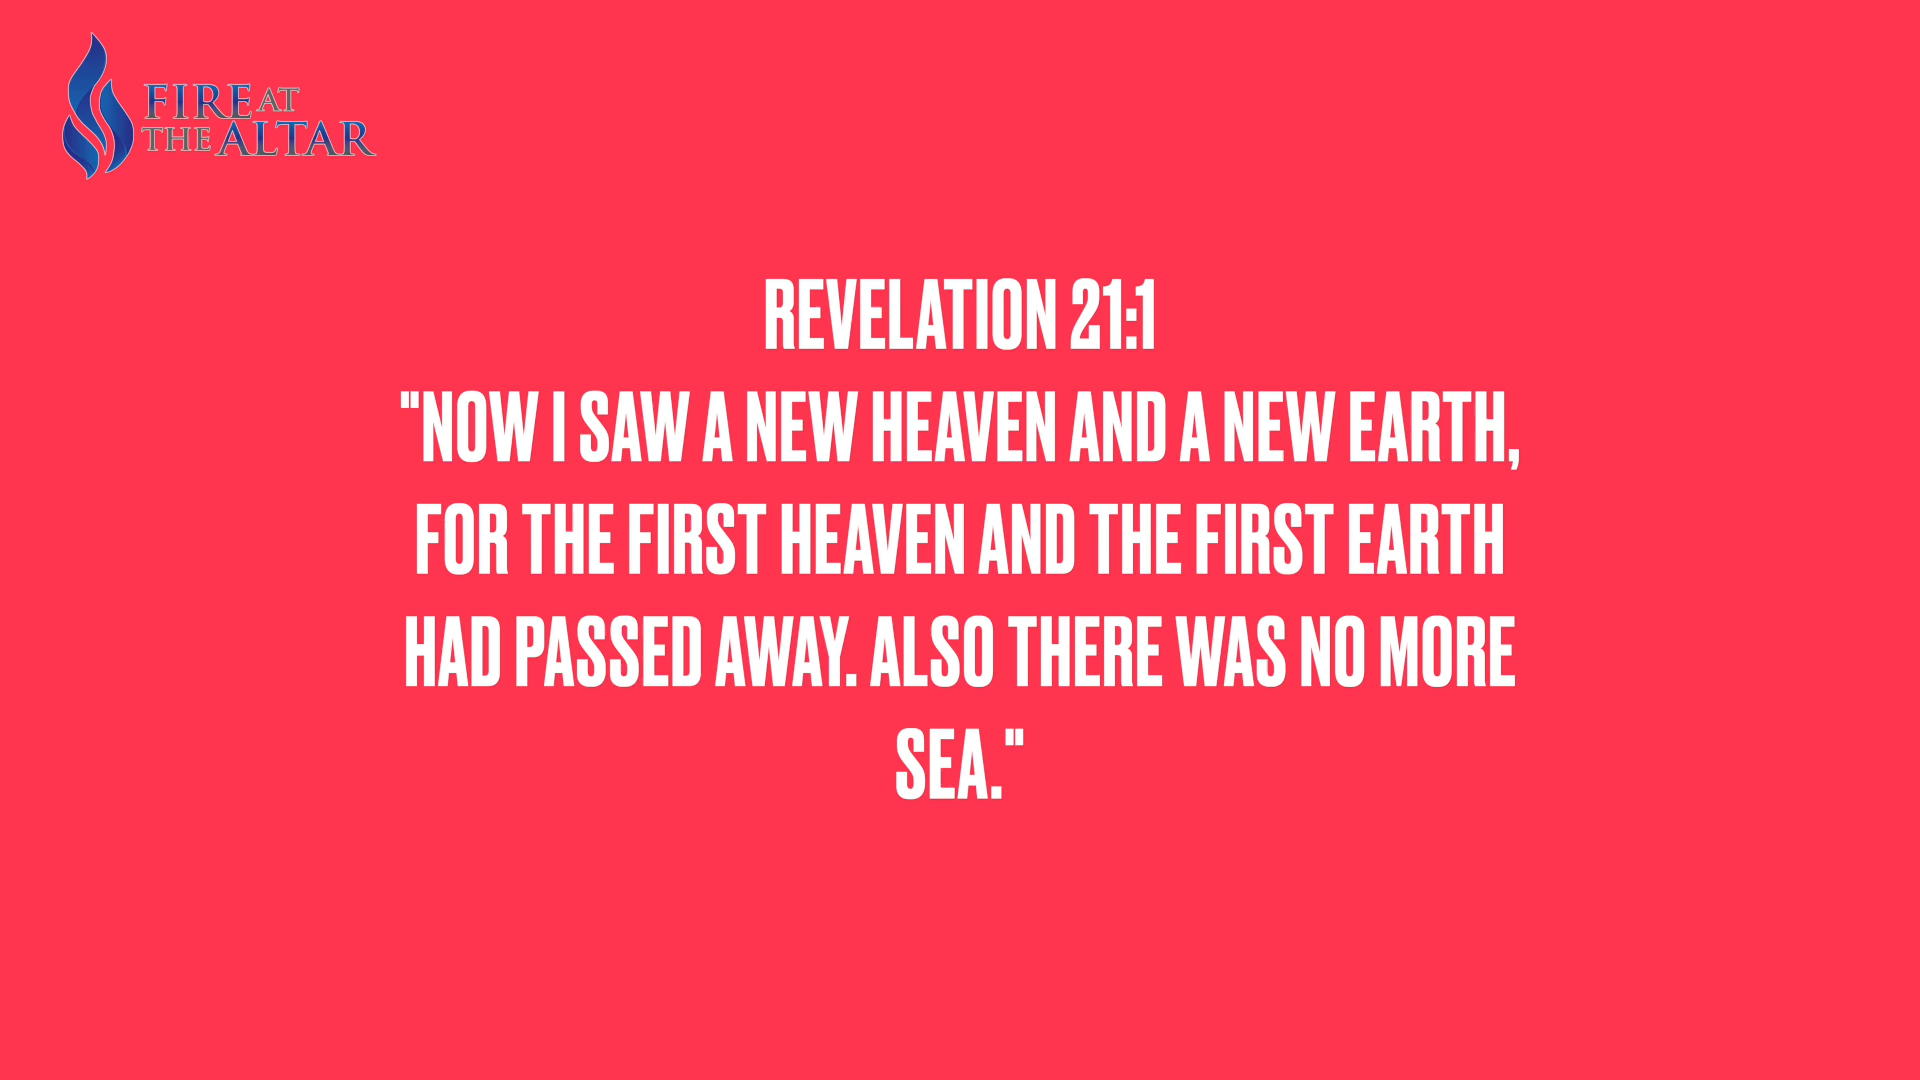 FIRE AT
THE ALTAR
REVELATION 21:1
"NOW I SAW A NEW HEAVEN AND A NEW EARTH,
FOR THE FIRST HEAVEN AND THE FIRST EARTH
HAD PASSED AWAY. ALSO THERE WAS NO MORE
SEA."